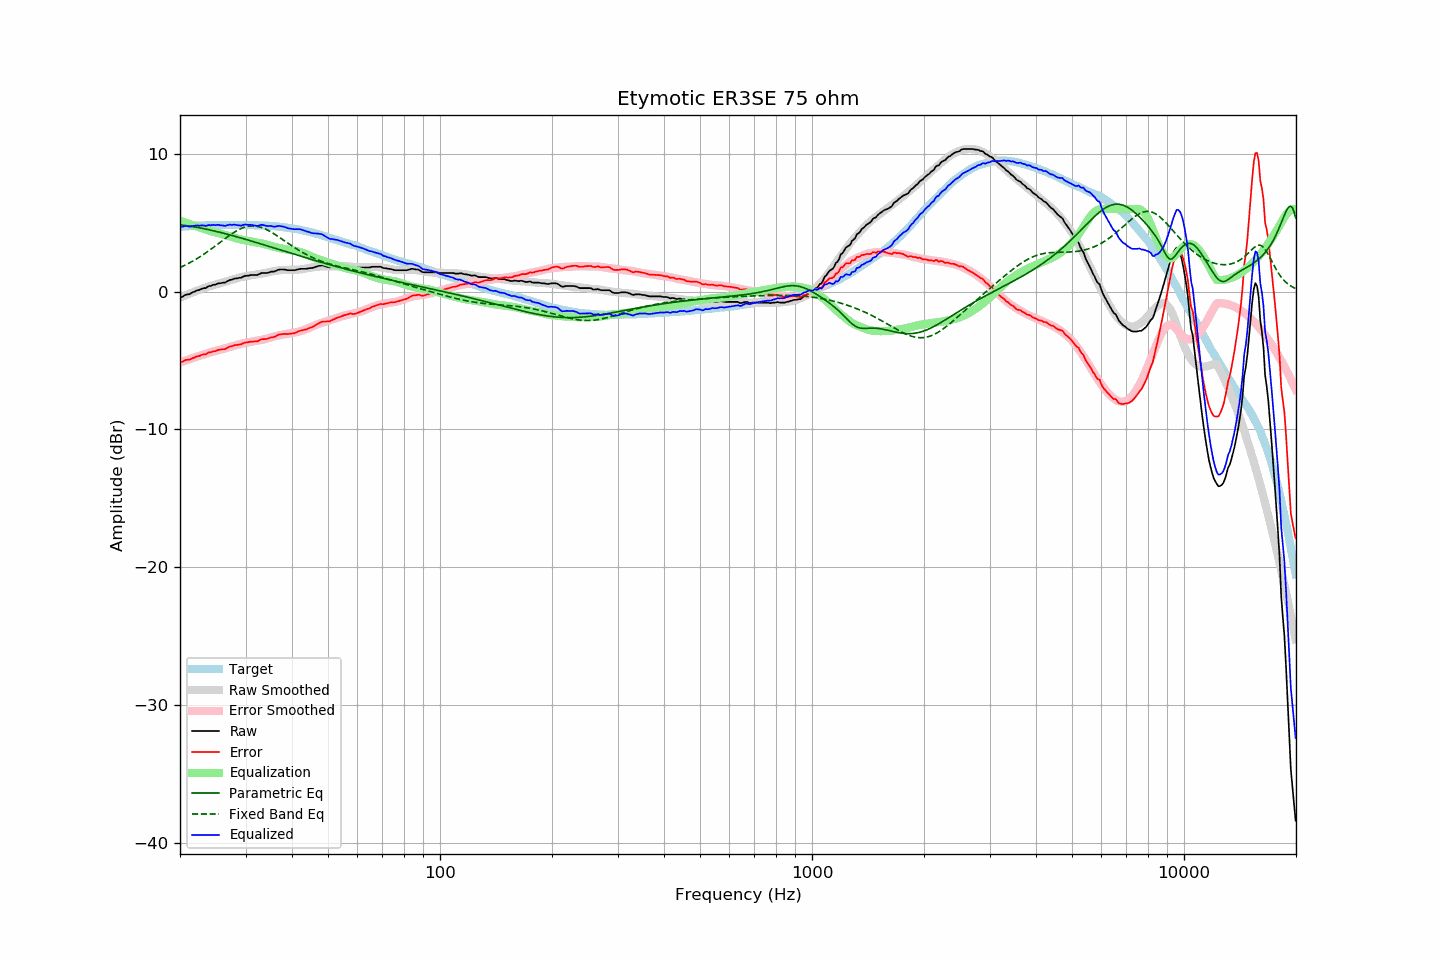 Etymotic ER3SE 75 ohm
10
0
−10
−20
−30
−40
Amplitude (dBr)
Target
Raw Smoothed
Error Smoothed
Raw
Error
Equalization
Parametric Eq
Fixed Band Eq
Equalized
100
1000
10000
Frequency (Hz)